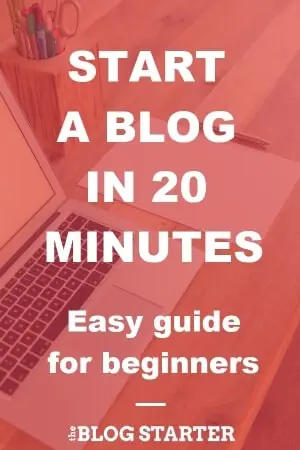 START
A BLOG
IN 20
MINUTES
Easy guide
for beginners
the BLOG STARTER